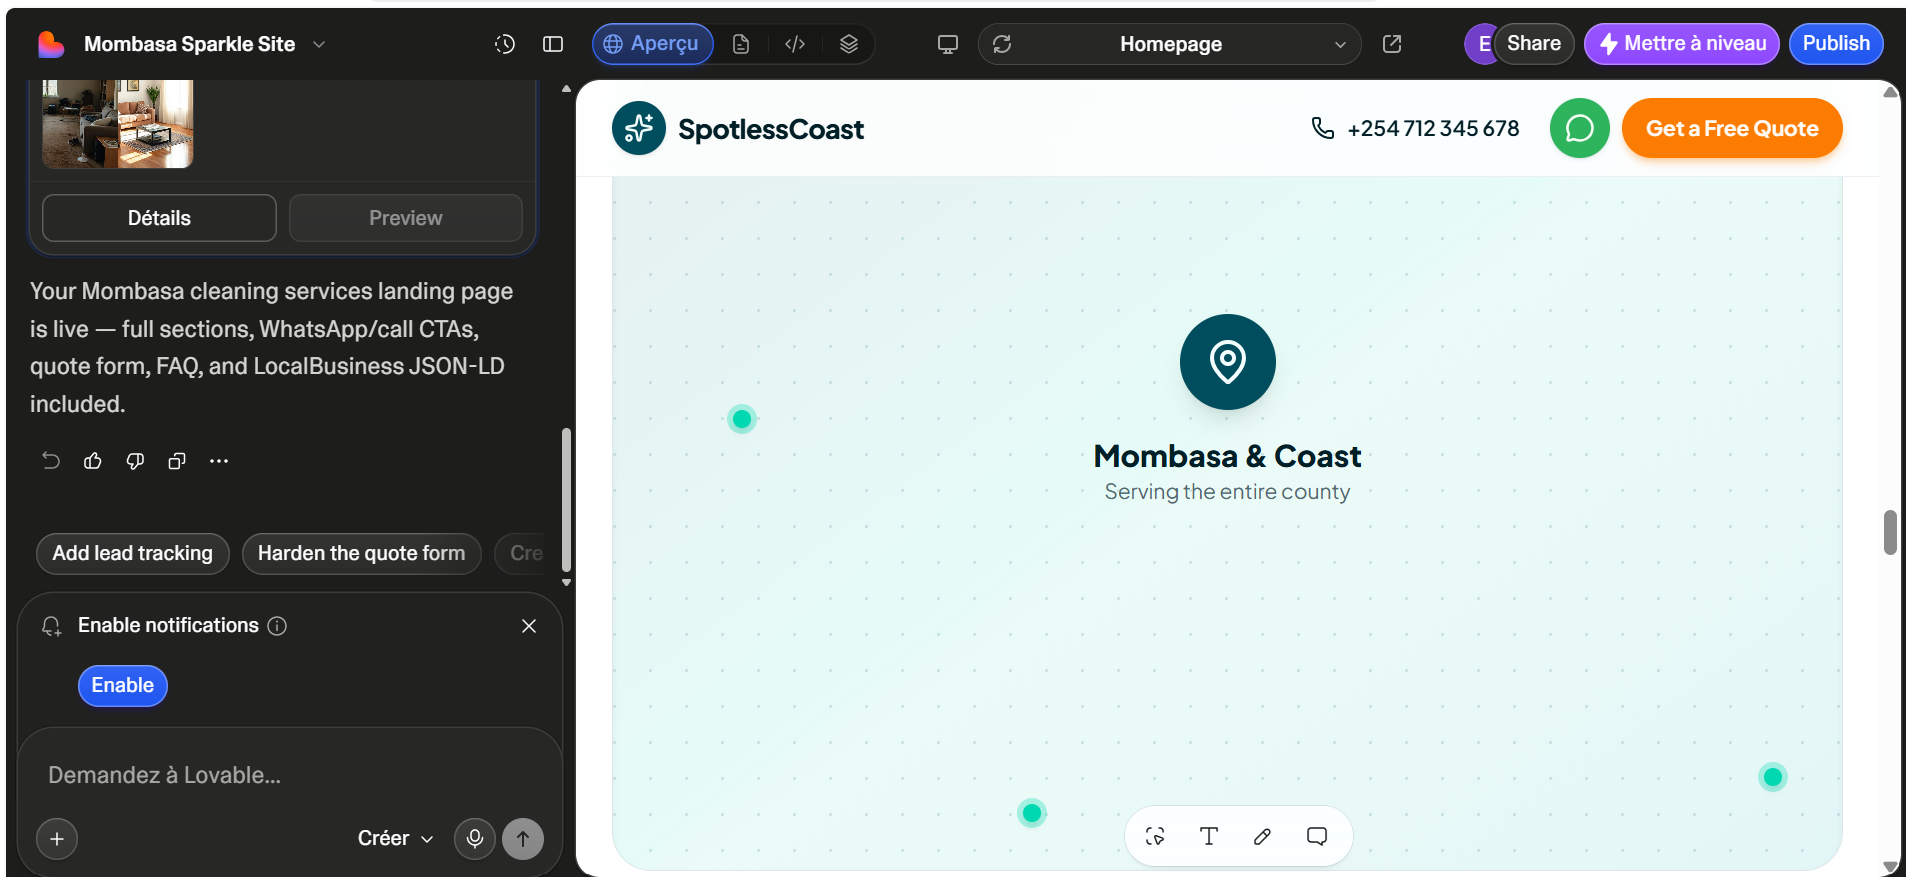 Mombasa Sparkle Site
Aperçu
Homepage
E
Share
Mettre à niveau
Publish
Détails
Preview
Your Mombasa cleaning services landing page
is live — full sections, WhatsApp/call CTAs,
quote form, FAQ, and LocalBusiness JSON-LD
included.
Add lead tracking
Harden the quote form
Cre
Enable notifications
Enable
Demandez à Lovable...
Créer
SpotlessCoast
+254 712 345 678
Get a Free Quote
Mombasa & Coast
Serving the entire county